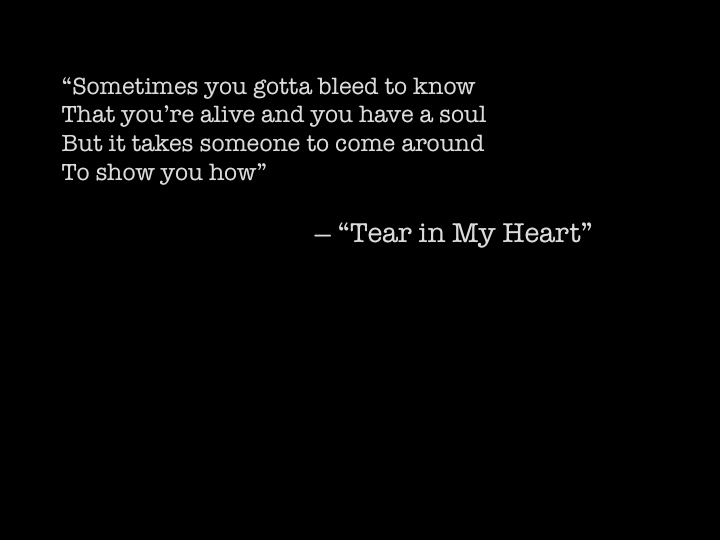 “Sometimes you gotta bleed to know
That you’re alive and you have a soul
But it takes someone to come around
To show you how”
– “Tear in My Heart”